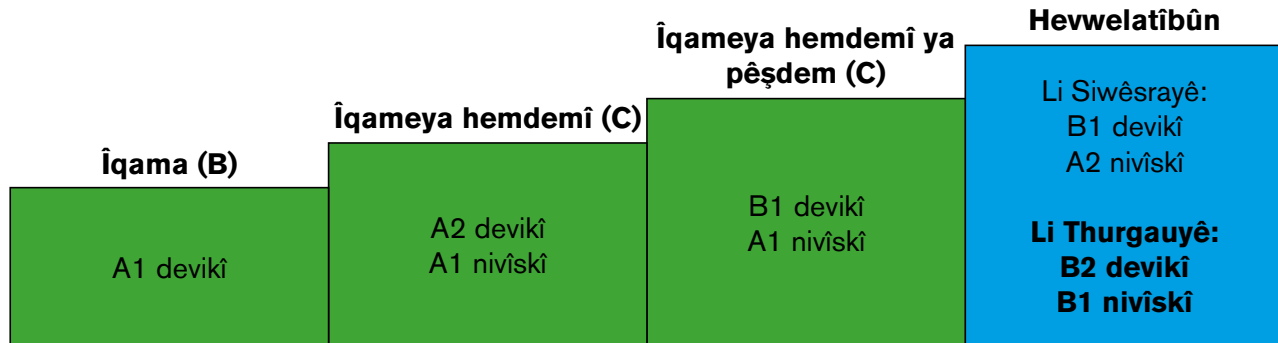 Îqama (B)
A1 devikî
Îqameya hemdemî (C)
A2 devikî
A1 nivîskî
Îqameya hemdemî ya
pêşdem (C)
B1 devikî
A1 nivîskî
Hevwelatîbûn
Li Siwêsrayê:
B1 devikî
A2 nivîskî
Li Thurgauyê:
B2 devikî
B1 nivîskî